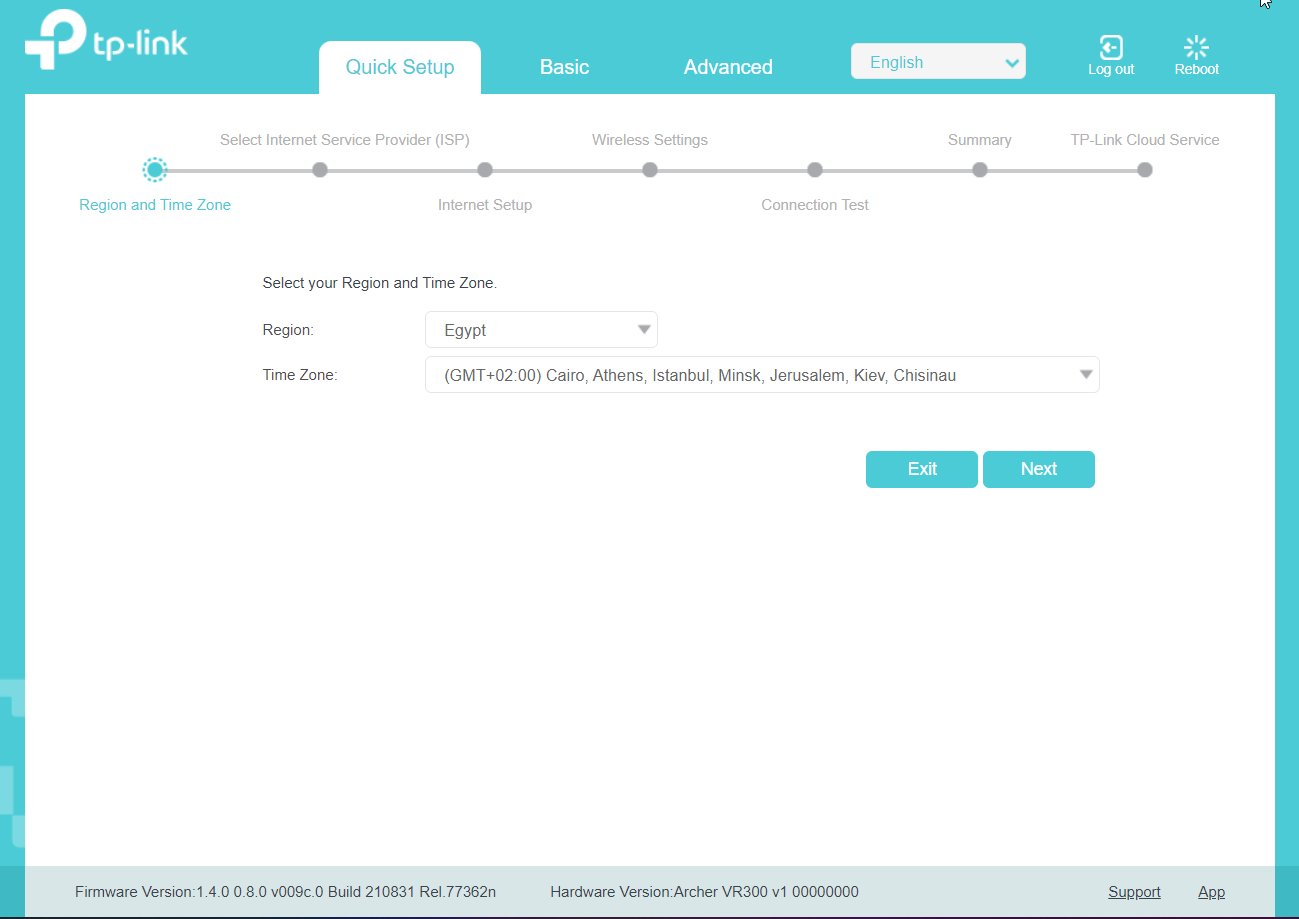 tp-link
Quick Setup
Basic
Advanced
English
Log out
Reboot
Select Internet Service Provider (ISP)
Wireless Settings
Summary
TP-Link Cloud Service
Region and Time Zone
Internet Setup
Connection Test
Select your Region and Time Zone.
Region: Egypt
Time Zone: (GMT+02:00) Cairo, Athens, Istanbul, Minsk, Jerusalem, Kiev, Chisinau
Exit
Next
Firmware Version:1.4.0 0.8.0 v009c.0 Build 210831 Rel.77362n
Hardware Version:Archer VR300 v1 00000000
Support
App